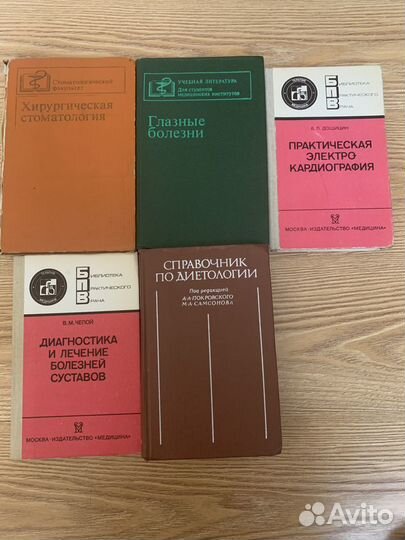 Стоматологический
факультет
Хирургическая
стоматология
УЧЕБНАЯ ЛИТЕРАТУРА
Для студентов
медицинских институтов
Глазные
болезни
БИБЛИОТЕКА
ПРАКТИЧЕСКОГО
ВРАЧА
В. Л. ДОЩИЦИН
ПРАКТИЧЕСКАЯ
ЭЛЕКТРО
КАРДИОГРАФИЯ
МОСКВА·ИЗДАТЕЛЬСТВО «МЕДИЦИНА»
БИБЛИОТЕКА
ПРАКТИЧЕСКОГО
ВРАЧА
В. М. ЧЕПОЙ
ДИАГНОСТИКА
И ЛЕЧЕНИЕ
БОЛЕЗНЕЙ
СУСТАВОВ
МОСКВА·ИЗДАТЕЛЬСТВО «МЕДИЦИНА»
СПРАВОЧНИК
ПО ДИЕТОЛОГИИ
Под редакцией
А.А.ПОКРОВСКОГО
М.А.САМСОНОВА
Avito